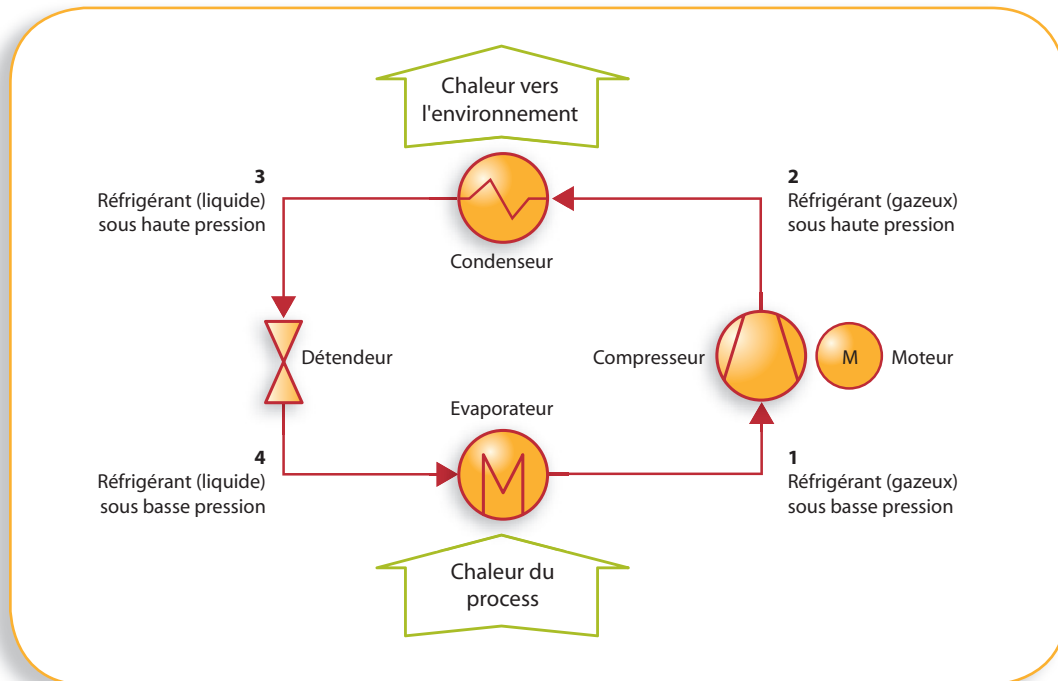 Chaleur vers
l'environnement
3
Réfrigérant (liquide)
sous haute pression
2
Réfrigérant (gazeux)
sous haute pression
Condenseur
Détendeur
Compresseur
M
Moteur
Evaporateur
4
Réfrigérant (liquide)
sous basse pression
1
Réfrigérant (gazeux)
sous basse pression
Chaleur du
process